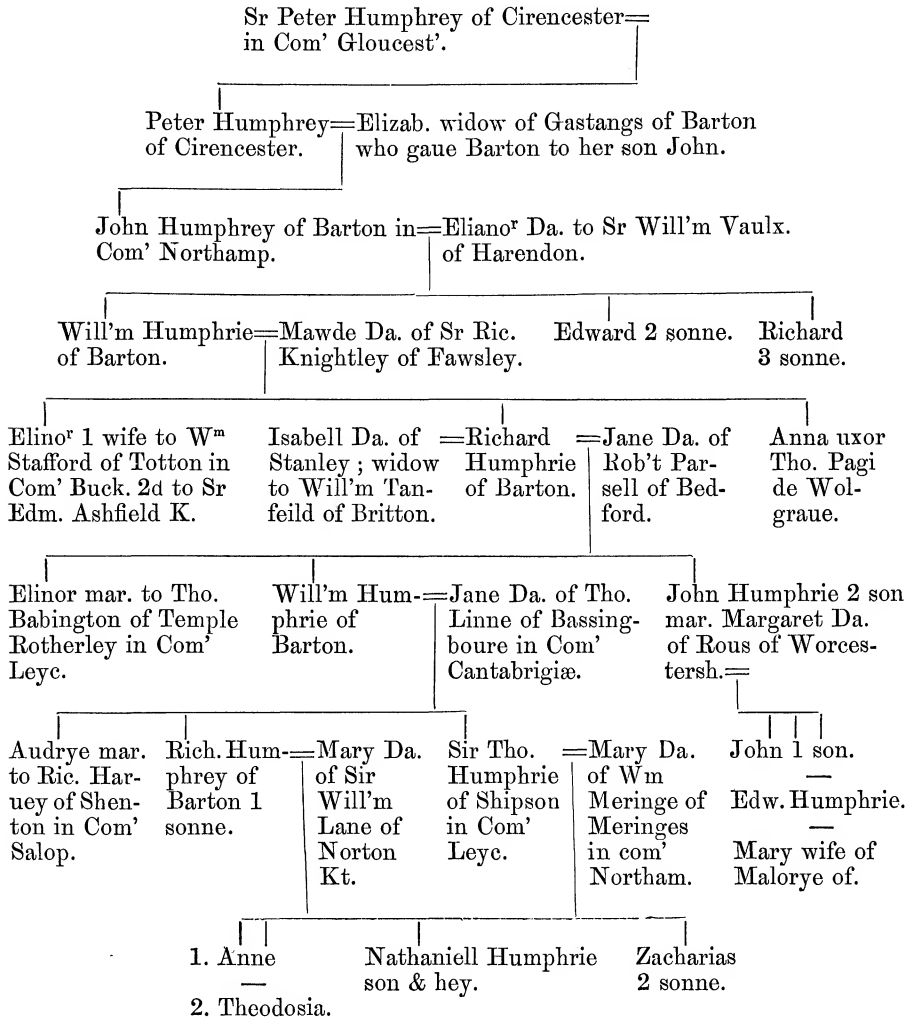 Sr Peter Humphrey of Cirencester=
in Com' Gloucest'.
Peter Humphrey=Elizab. widow of Gastangs of Barton
of Cirencester. who gaue Barton to her son John.
John Humphrey of Barton in=Elianoʳ Da. to Sr Will'm Vaulx.
Com' Northamp. of Harendon.
Will'm Humphrie=Mawde Da. of Sr Ric.
of Barton. Knightley of Fawsley.
Edward 2 sonne.
Richard
3 sonne.
Elinoʳ 1 wife to Wᵐ
Stafford of Totton in
Com' Buck. 2d to Sr
Edm. Ashfield K.
Isabell Da. of
Stanley ; widow
to Will'm Tan-
feild of Britton.
=Richard
Humphrie
of Barton.
=Jane Da. of
Rob't Par-
sell of Bed-
ford.
Anna uxor
Tho. Pagi
de Wol-
graue.
Elinor mar. to Tho.
Babington of Temple
Rotherley in Com'
Leyc.
Will'm Hum-
phrie of
Barton.
=Jane Da. of Tho.
Linne of Bassing-
boure in Com'
Cantabrigiæ.
John Humphrie 2 son
mar. Margaret Da.
of Rous of Worces-
tersh.=
Audrye mar.
to Ric. Har-
uey of Shen-
ton in Com'
Salop.
Rich. Hum-
phrey of
Barton 1
sonne.
=Mary Da.
of Sir
Will'm
Lane of
Norton
Kt.
Sir Tho.
Humphrie
of Shipson
in Com'
Leyc.
=Mary Da.
of Wm
Meringe of
Meringes
in com'
Northam.
John 1 son.
—
Edw. Humphrie.
—
Mary wife of
Malorye of.
1. Anne
—
2. Theodosia.
Nathaniell Humphrie
son & hey.
Zacharias
2 sonne.